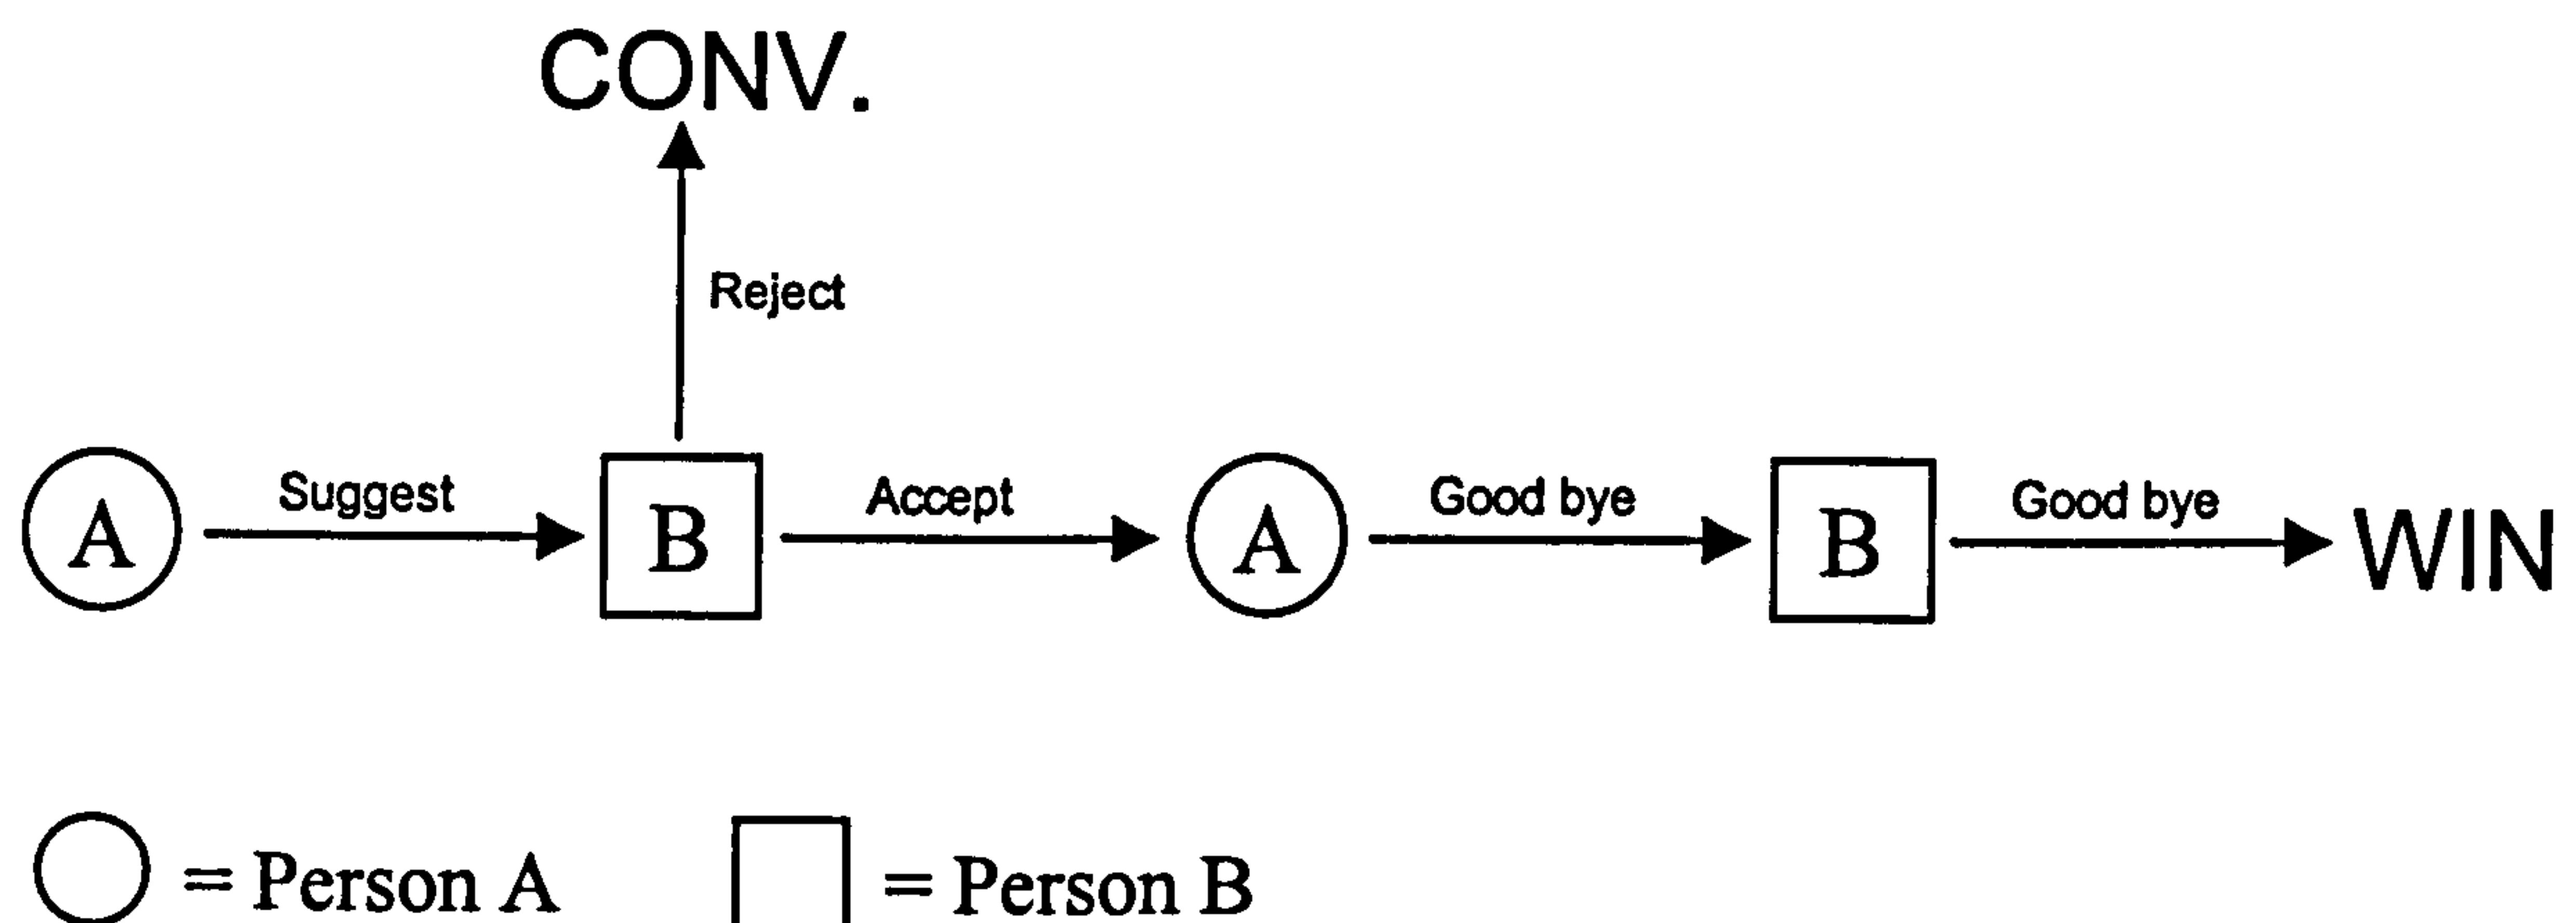 CONV.
Reject
A Suggest B Accept A Good bye B Good bye WIN
= Person A = Person B